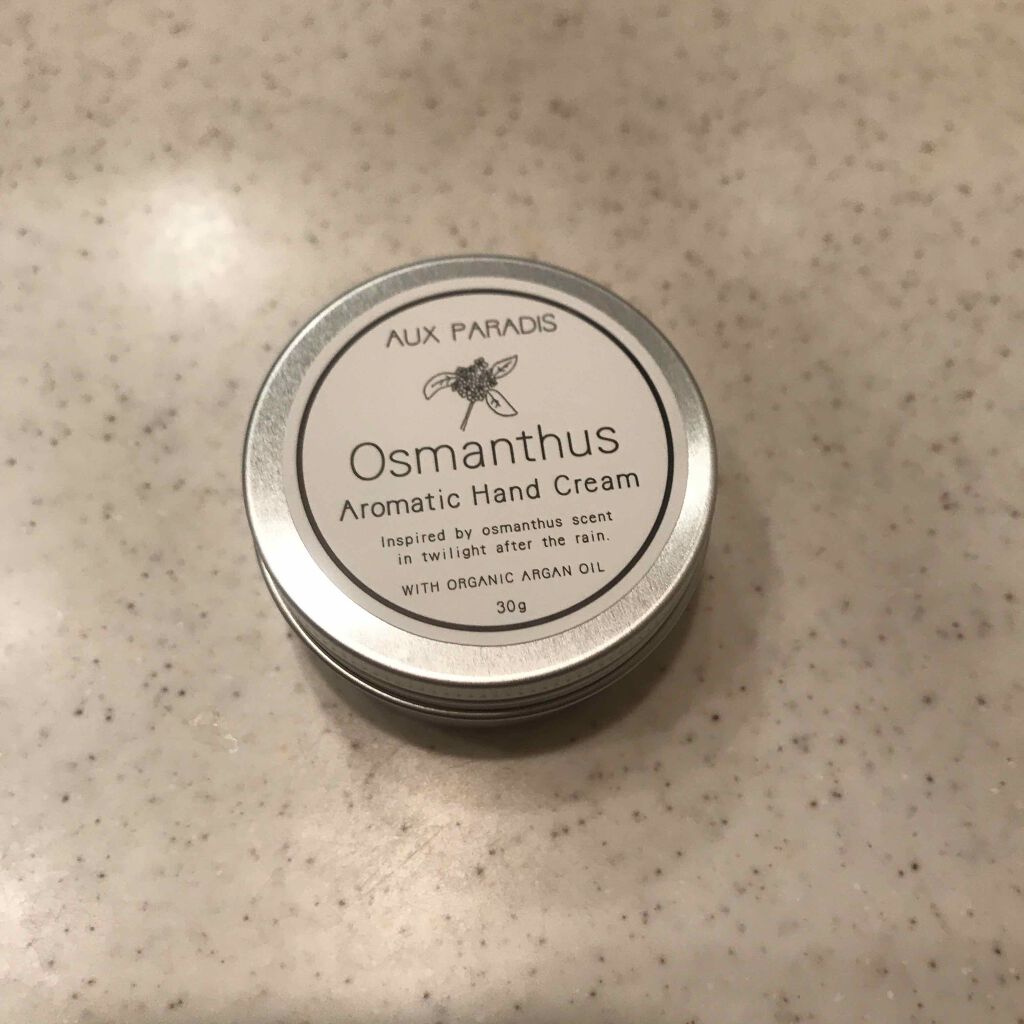 AUX PARADIS
Osmanthus
Aromatic Hand Cream
Inspired by osmanthus scent
in twilight after the rain.
WITH ORGANIC ARGAN OIL
30g